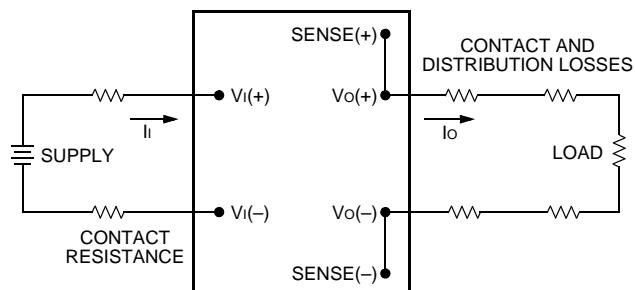 SENSE(+)
CONTACT AND
DISTRIBUTION LOSSES
VI(+)
VO(+)
II
IO
SUPPLY
LOAD
VI(–)
VO(–)
CONTACT
RESISTANCE
SENSE(–)